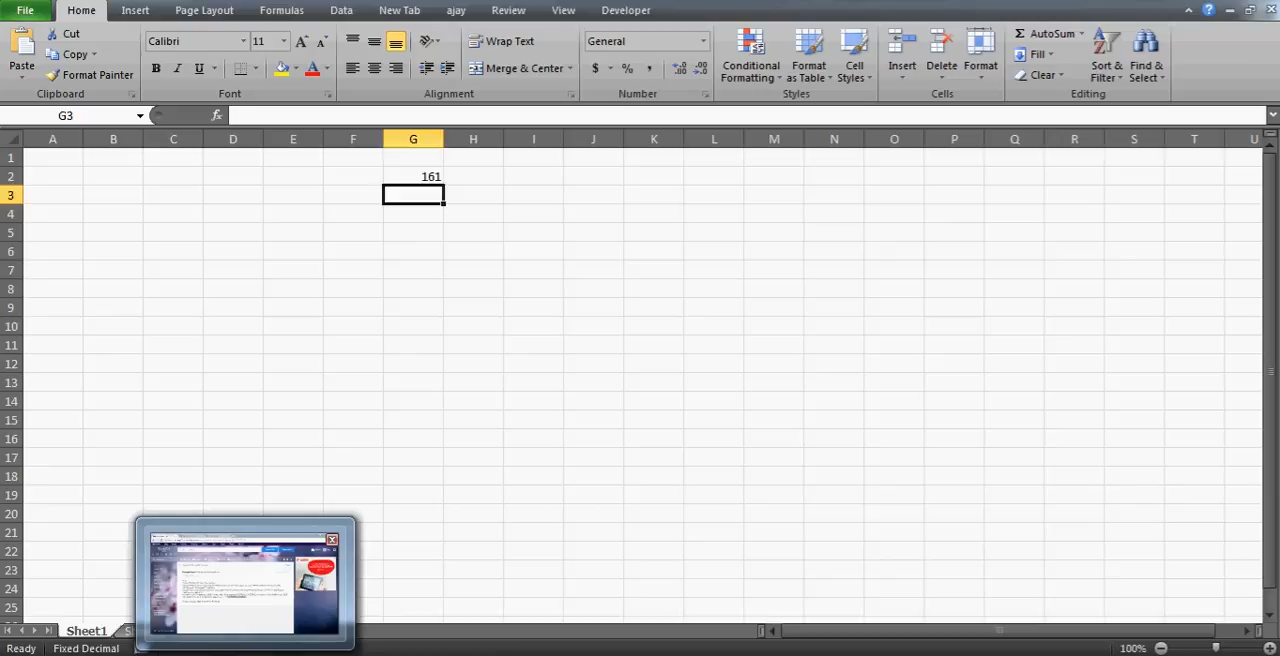 File Home Insert Page Layout Formulas Data New Tab ajay Review View Developer
Paste
Cut
Copy
Format Painter
Clipboard
Calibri 11
B I U
Font
Wrap Text
Merge & Center
Alignment
General
$ % ,
Number
Conditional Formatting
Format as Table
Cell Styles
Styles
Insert Delete Format
Cells
AutoSum
Fill
Clear
Sort & Filter
Find & Select
Editing
G3 fx
A B C D E F G H I J K L M N O P Q R S T U
1
2 161
3
4
5
6
7
8
9
10
11
12
13
14
15
16
17
18
19
20
21
22
23
24
25
Sheet1
Ready Fixed Decimal 100%